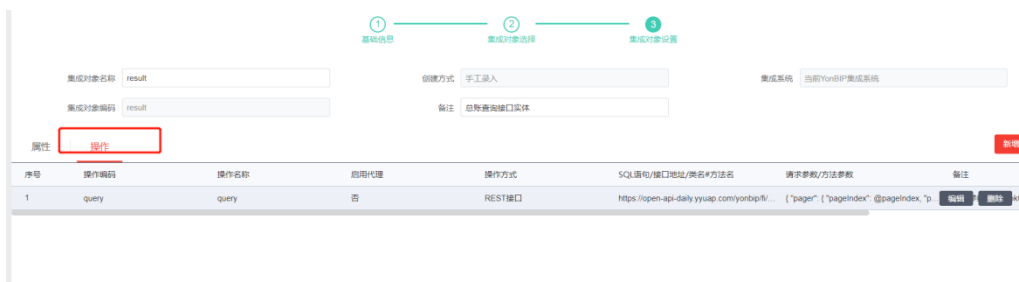 1 2 3
基础信息 集成对象选择 集成对象设置
集成对象名称 result 创建方式 手工录入 集成系统 当前YonBIP集成系统
集成对象编码 result 备注 总账查询接口实体
属性 操作 新增
序号 操作编码 操作名称 启用代理 操作方式 SQL语句/接口地址/类名#方法名 请求参数/方法参数 备注
1 query query 否 REST接口 https://open-api-daily.yyuap.com/yonbip/fi/... { "pager": { "pageIndex": @pageIndex, "p... 编辑 删除